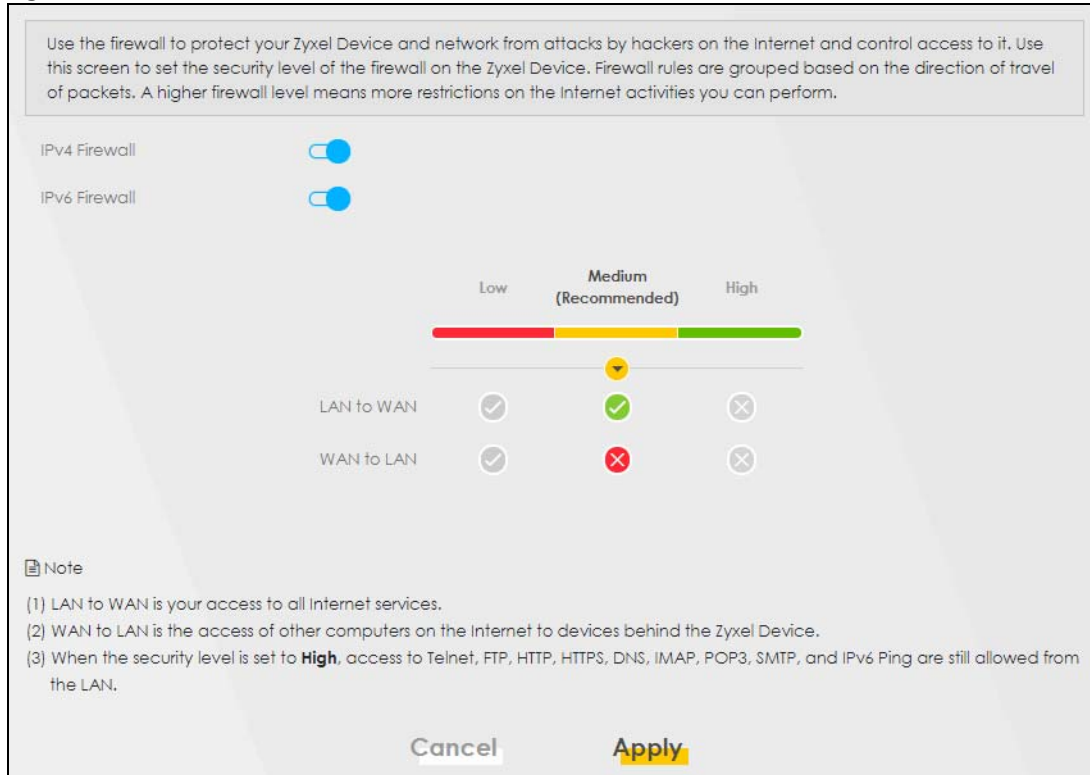 Use the firewall to protect your Zyxel Device and network from attacks by hackers on the Internet and control access to it. Use
this screen to set the security level of the firewall on the Zyxel Device. Firewall rules are grouped based on the direction of travel
of packets. A higher firewall level means more restrictions on the Internet activities you can perform.
IPv4 Firewall
IPv6 Firewall
Low Medium (Recommended) High
LAN to WAN
WAN to LAN
Note
(1) LAN to WAN is your access to all Internet services.
(2) WAN to LAN is the access of other computers on the Internet to devices behind the Zyxel Device.
(3) When the security level is set to High, access to Telnet, FTP, HTTP, HTTPS, DNS, IMAP, POP3, SMTP, and IPv6 Ping are still allowed from
the LAN.
Cancel Apply